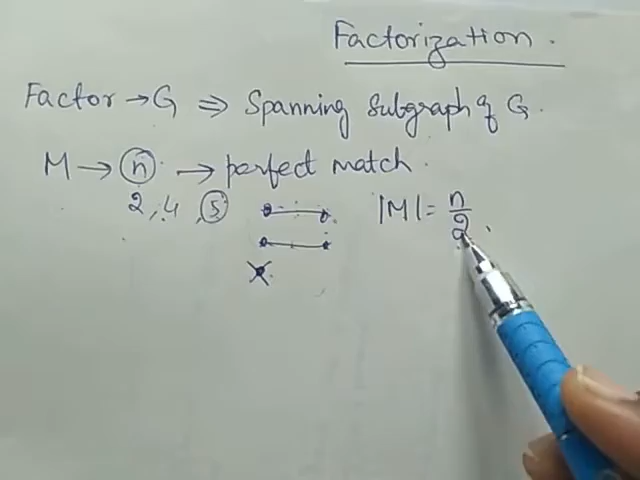 Factorization.
Factor → G ⇒ Spanning Subgraph of G.
M → n → perfect match.
2, 4, 5 |M| = n/2